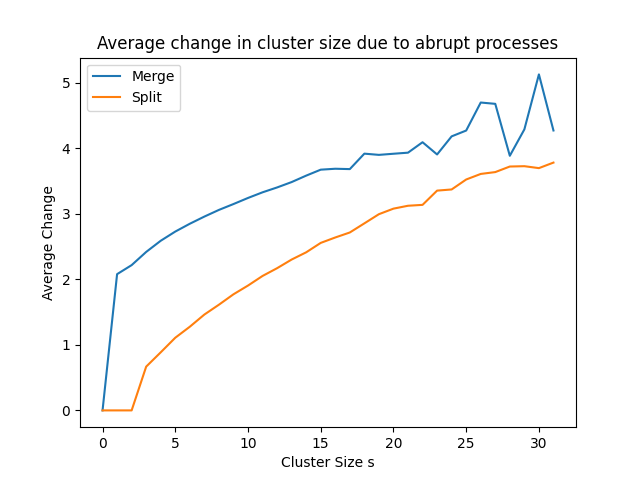 Average change in cluster size due to abrupt processes
Merge
Split
5
4
3
2
1
0
Average Change
0 5 10 15 20 25 30
Cluster Size s